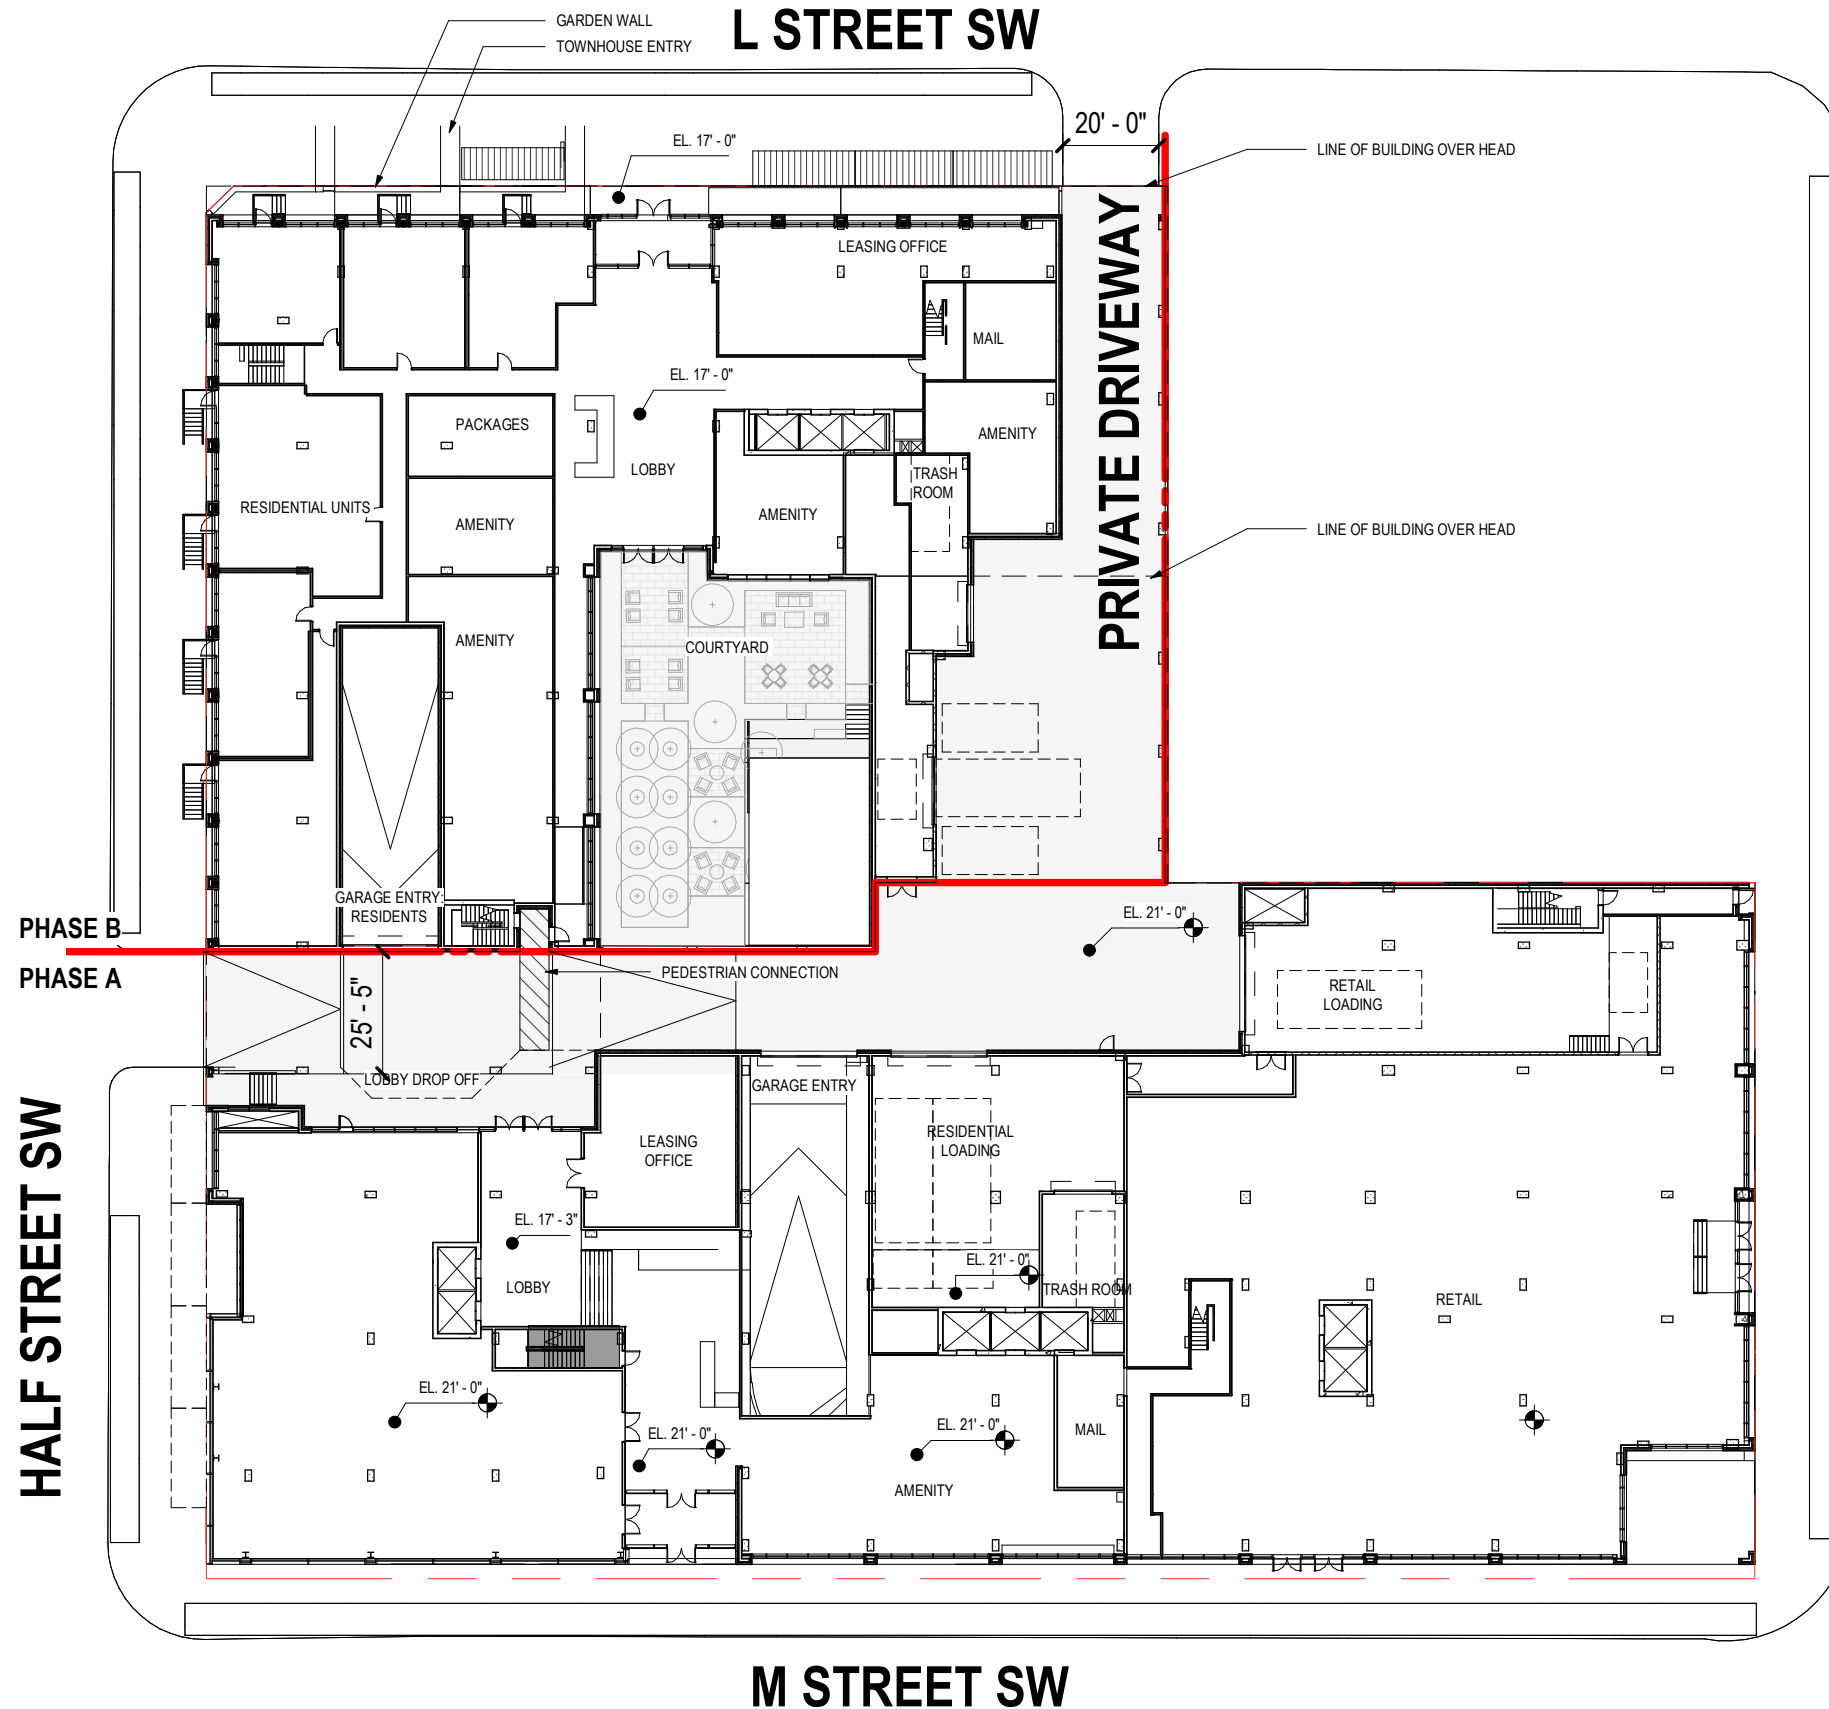 L STREET SW
GARDEN WALL
TOWNHOUSE ENTRY
20' - 0"
EL. 17' - 0"
LINE OF BUILDING OVER HEAD
PRIVATE DRIVEWAY
LEASING OFFICE
MAIL
EL. 17' - 0"
PACKAGES
AMENITY
LOBBY
TRASH
ROOM
RESIDENTIAL UNITS
AMENITY
AMENITY
LINE OF BUILDING OVER HEAD
AMENITY
COURTYARD
GARAGE ENTRY:
RESIDENTS
PHASE B
PHASE A
EL. 21' - 0"
PEDESTRIAN CONNECTION
25' - 5"
RETAIL
LOADING
LOBBY DROP OFF
GARAGE ENTRY
LEASING
OFFICE
RESIDENTIAL
LOADING
HALF STREET SW
EL. 17' - 3"
LOBBY
EL. 21' - 0"
TRASH ROOM
RETAIL
EL. 21' - 0"
EL. 21' - 0"
EL. 21' - 0"
MAIL
AMENITY
M STREET SW